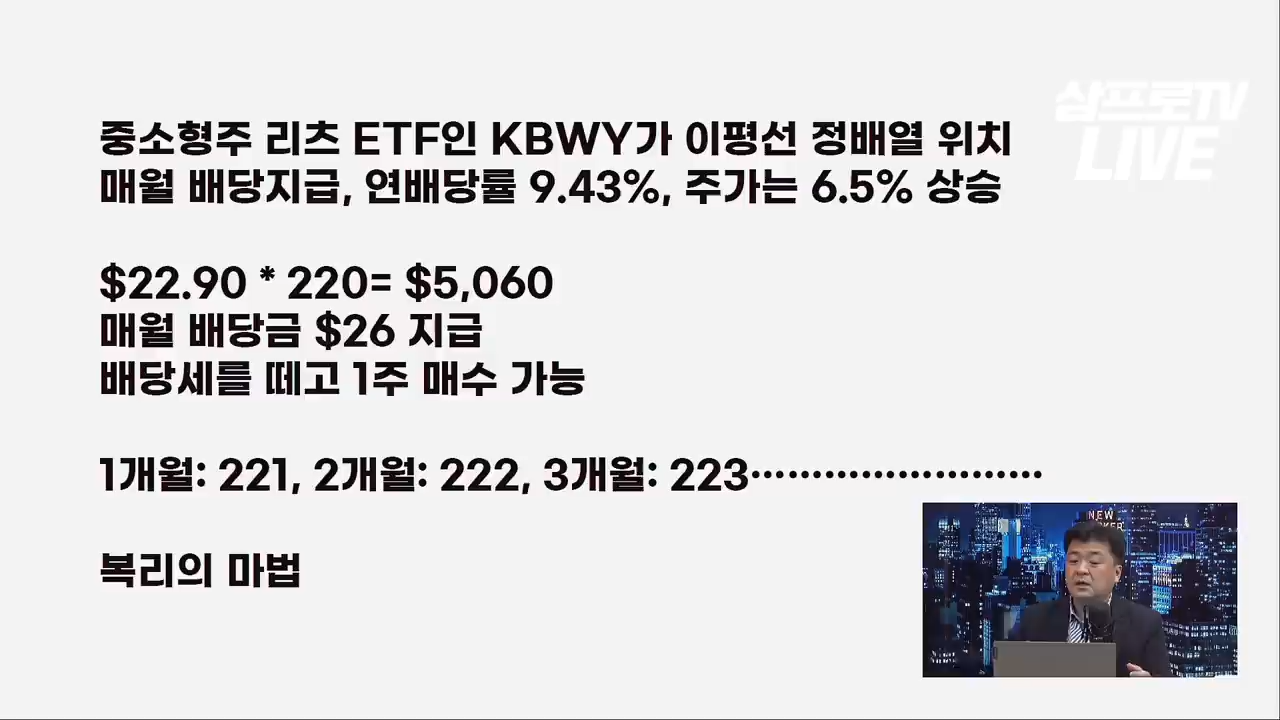 삼프로TV
LIVE
중소형주 리츠 ETF인 KBWY가 이평선 정배열 위치
매월 배당지급, 연배당률 9.43%, 주가는 6.5% 상승
$22.90 * 220= $5,060
매월 배당금 $26 지급
배당세를 떼고 1주 매수 가능
1개월: 221, 2개월: 222, 3개월: 223⋯⋯⋯⋯⋯⋯⋯⋯
복리의 마법
NEW